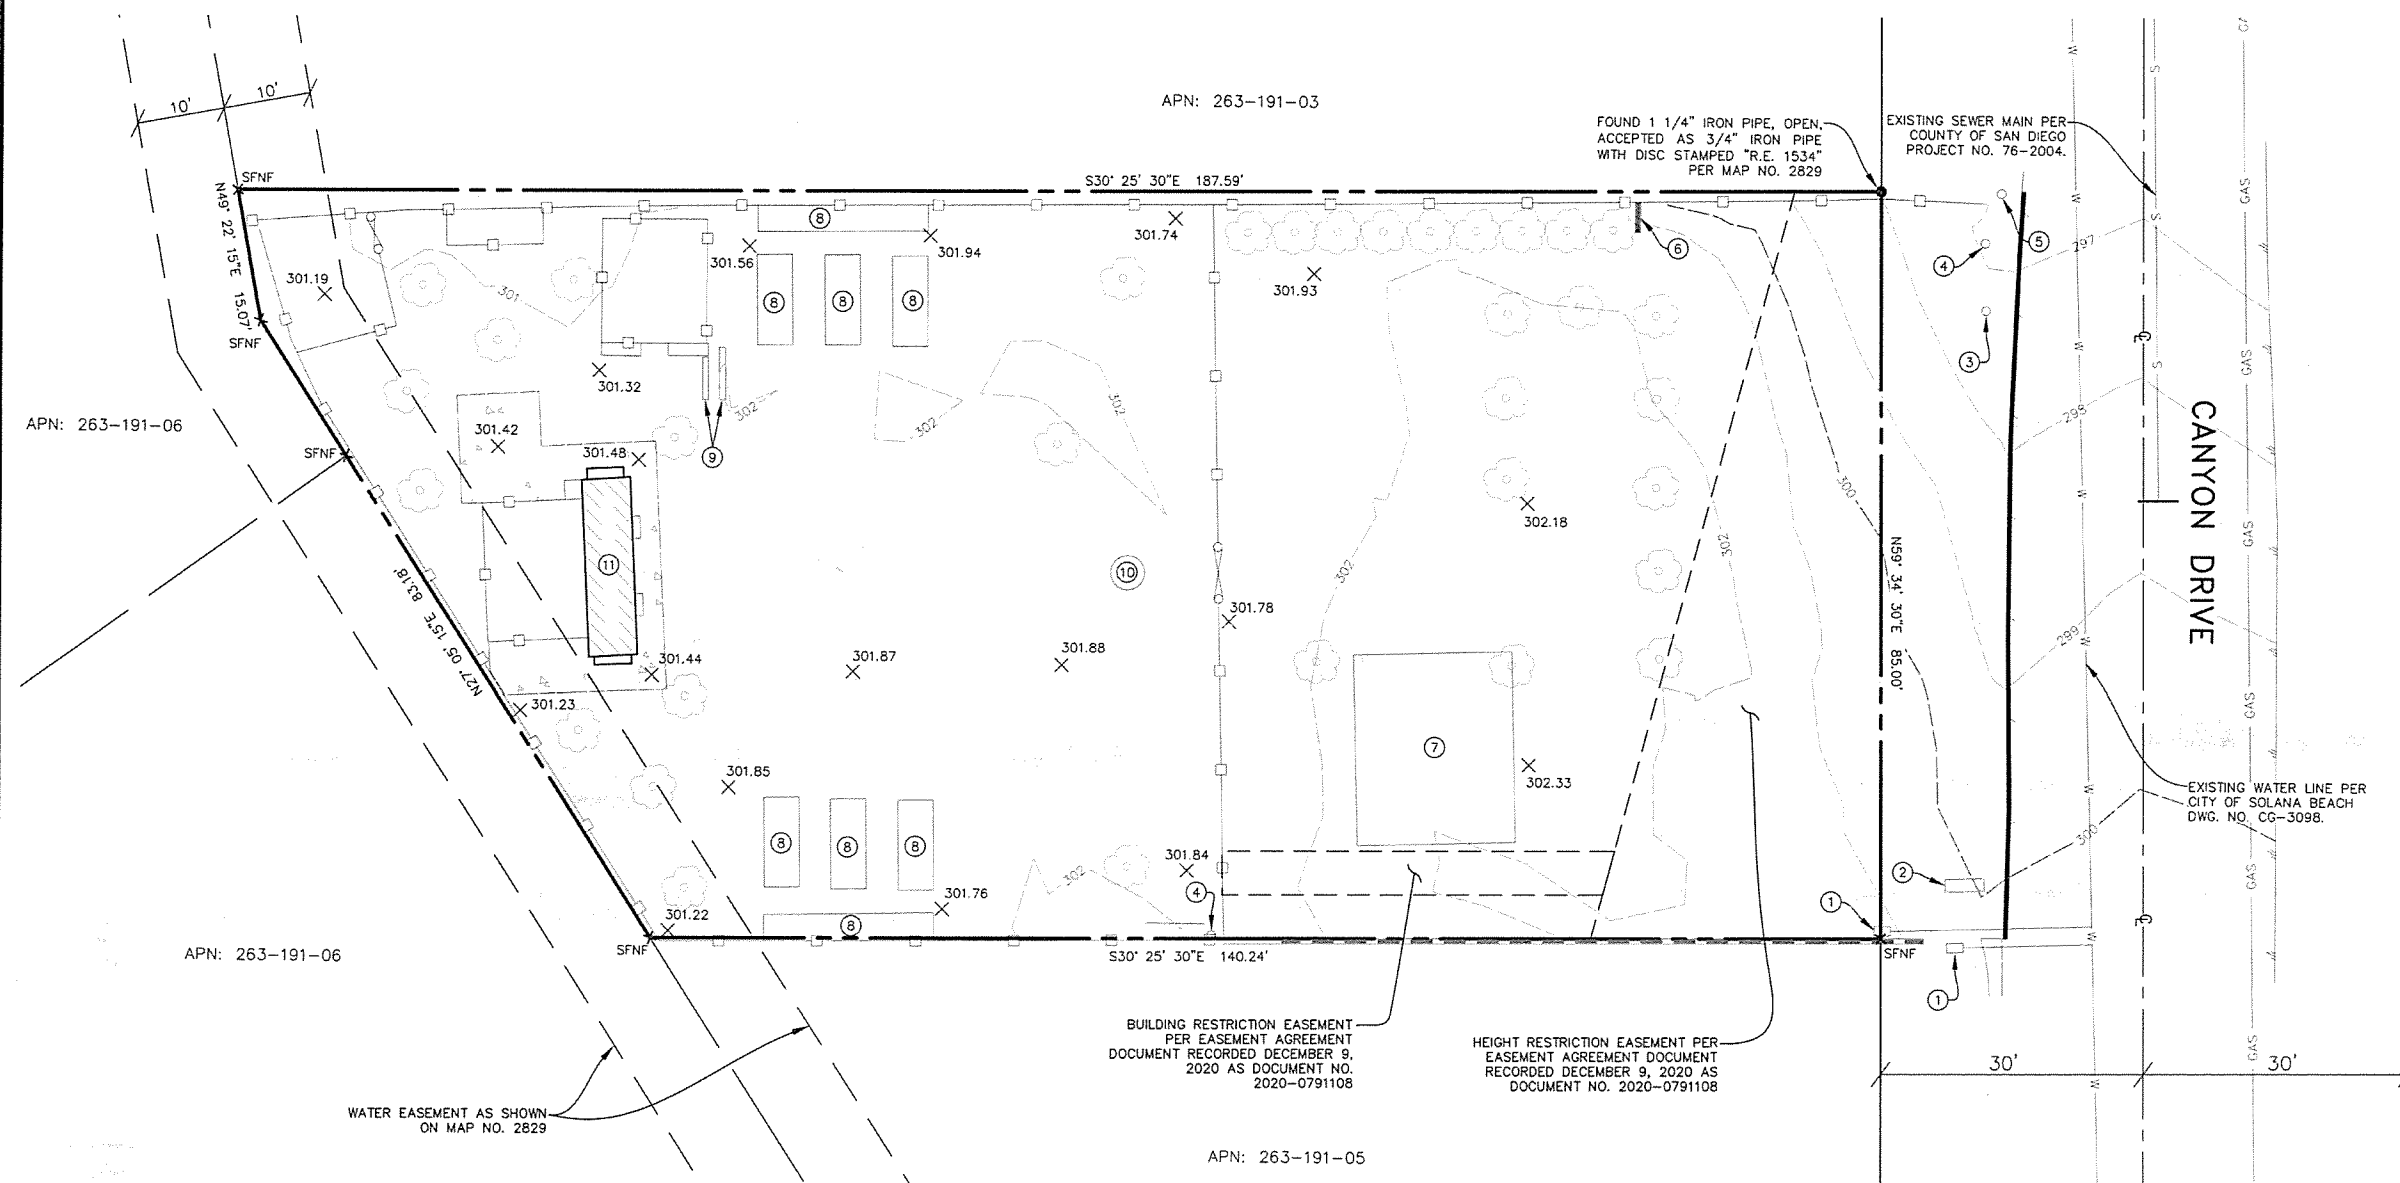 10'
10'
APN: 263-191-03
FOUND 1 1/4" IRON PIPE, OPEN,
ACCEPTED AS 3/4" IRON PIPE
WITH DISC STAMPED "R.E. 1534"
PER MAP NO. 2829
EXISTING SEWER MAIN PER
COUNTY OF SAN DIEGO
PROJECT NO. 76-2004.
S
W
GAS
SFNF
N49° 22' 15"E 15.07'
S30° 25' 30"E 187.59'
8
301.74
301.94
301.56
6
5
4
297
S
W
GAS
301.19
301
301.93
8
8
8
SFNF
3
₵
W
GAS
S
301.32
302
302
302
298
APN: 263-191-06
SFNF
301.42
301.48
9
CANYON DRIVE
300
302.18
W
GAS
11
302
302
10
N59° 34' 30"E 85.00'
N27° 05' 15"E 83.18'
301.78
299
W
301.44
301.87
301.88
301.23
GAS
7
301.85
302.33
EXISTING WATER LINE PER
CITY OF SOLANA BEACH
DWG. NO. CG-3098.
W
300
8
8
8
301.84
302
4
2
GAS
301.76
1
301.22
8
₵
W
APN: 263-191-06
SFNF
S30° 25' 30"E 140.24'
SFNF
1
BUILDING RESTRICTION EASEMENT
PER EASEMENT AGREEMENT
DOCUMENT RECORDED DECEMBER 9,
2020 AS DOCUMENT NO.
2020-0791108
HEIGHT RESTRICTION EASEMENT PER
EASEMENT AGREEMENT DOCUMENT
RECORDED DECEMBER 9, 2020 AS
DOCUMENT NO. 2020-0791108
GAS
30'
30'
W
WATER EASEMENT AS SHOWN
ON MAP NO. 2829
APN: 263-191-05